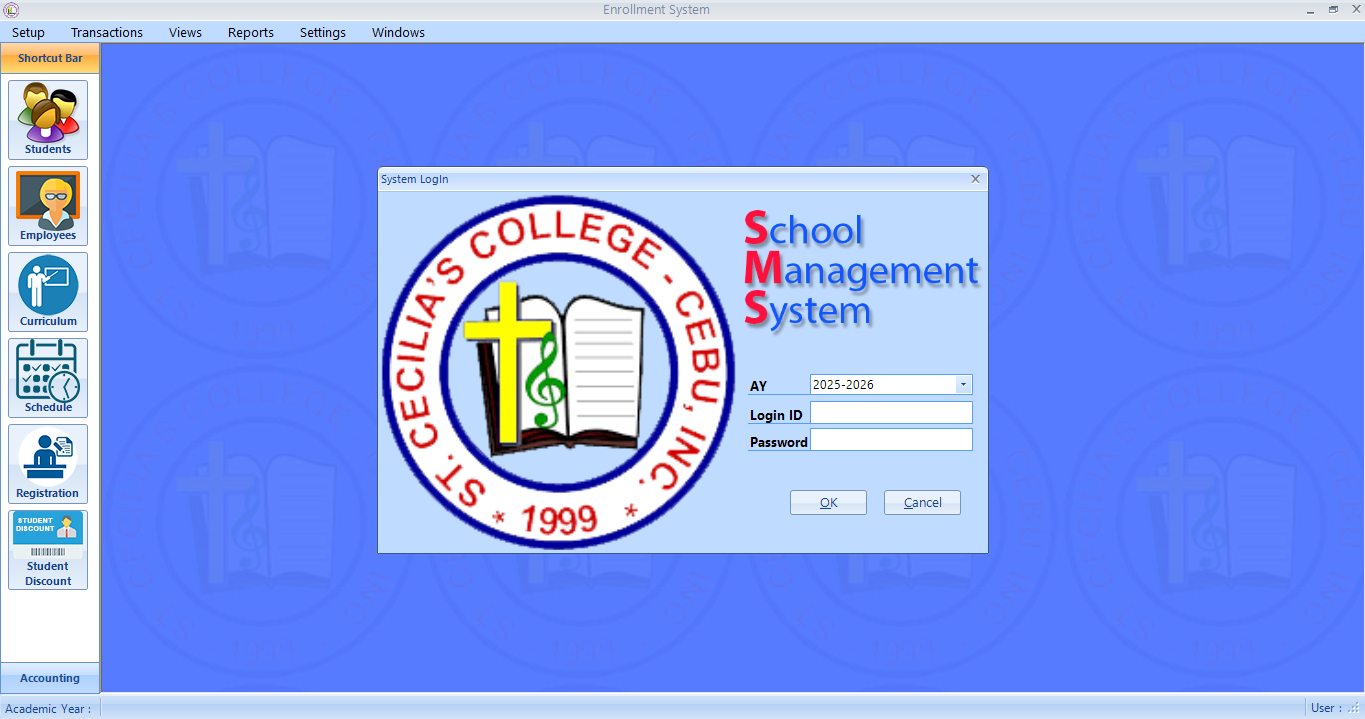 Enrollment System
Setup Transactions Views Reports Settings Windows
Shortcut Bar
Students
Employees
Curriculum
Schedule
Registration
STUDENT
DISCOUNT
Student
Discount
Accounting
System LogIn
ST. CECILIA'S COLLEGE - CEBU, INC.
* 1999 *
School
Management
System
AY 2025-2026
Login ID
Password
OK Cancel
Academic Year :
User :